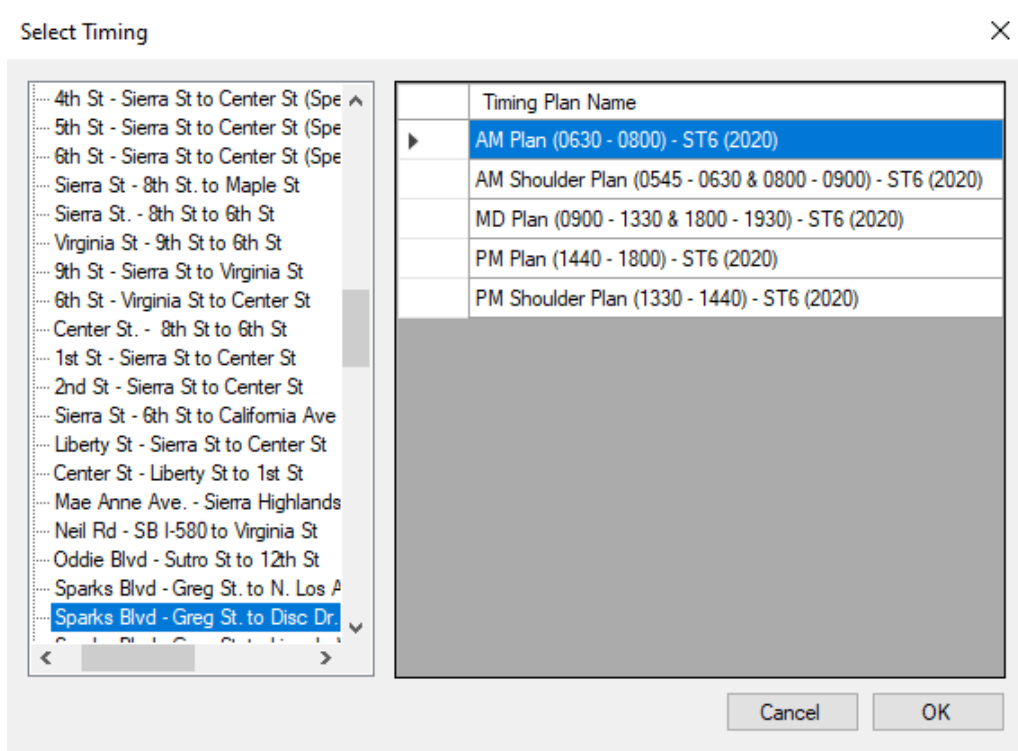 Select Timing
4th St - Sierra St to Center St (Spe
5th St - Sierra St to Center St (Spe
6th St - Sierra St to Center St (Spe
Sierra St - 8th St. to Maple St
Sierra St. - 8th St to 6th St
Virginia St - 9th St to 6th St
9th St - Sierra St to Virginia St
6th St - Virginia St to Center St
Center St. - 8th St to 6th St
1st St - Sierra St to Center St
2nd St - Sierra St to Center St
Sierra St - 6th St to California Ave
Liberty St - Sierra St to Center St
Center St - Liberty St to 1st St
Mae Anne Ave. - Sierra Highlands
Neil Rd - SB I-580 to Virginia St
Oddie Blvd - Sutro St to 12th St
Sparks Blvd - Greg St. to N. Los A
Sparks Blvd - Greg St. to Disc Dr.
Timing Plan Name
AM Plan (0630 - 0800) - ST6 (2020)
AM Shoulder Plan (0545 - 0630 & 0800 - 0900) - ST6 (2020)
MD Plan (0900 - 1330 & 1800 - 1930) - ST6 (2020)
PM Plan (1440 - 1800) - ST6 (2020)
PM Shoulder Plan (1330 - 1440) - ST6 (2020)
Cancel
OK